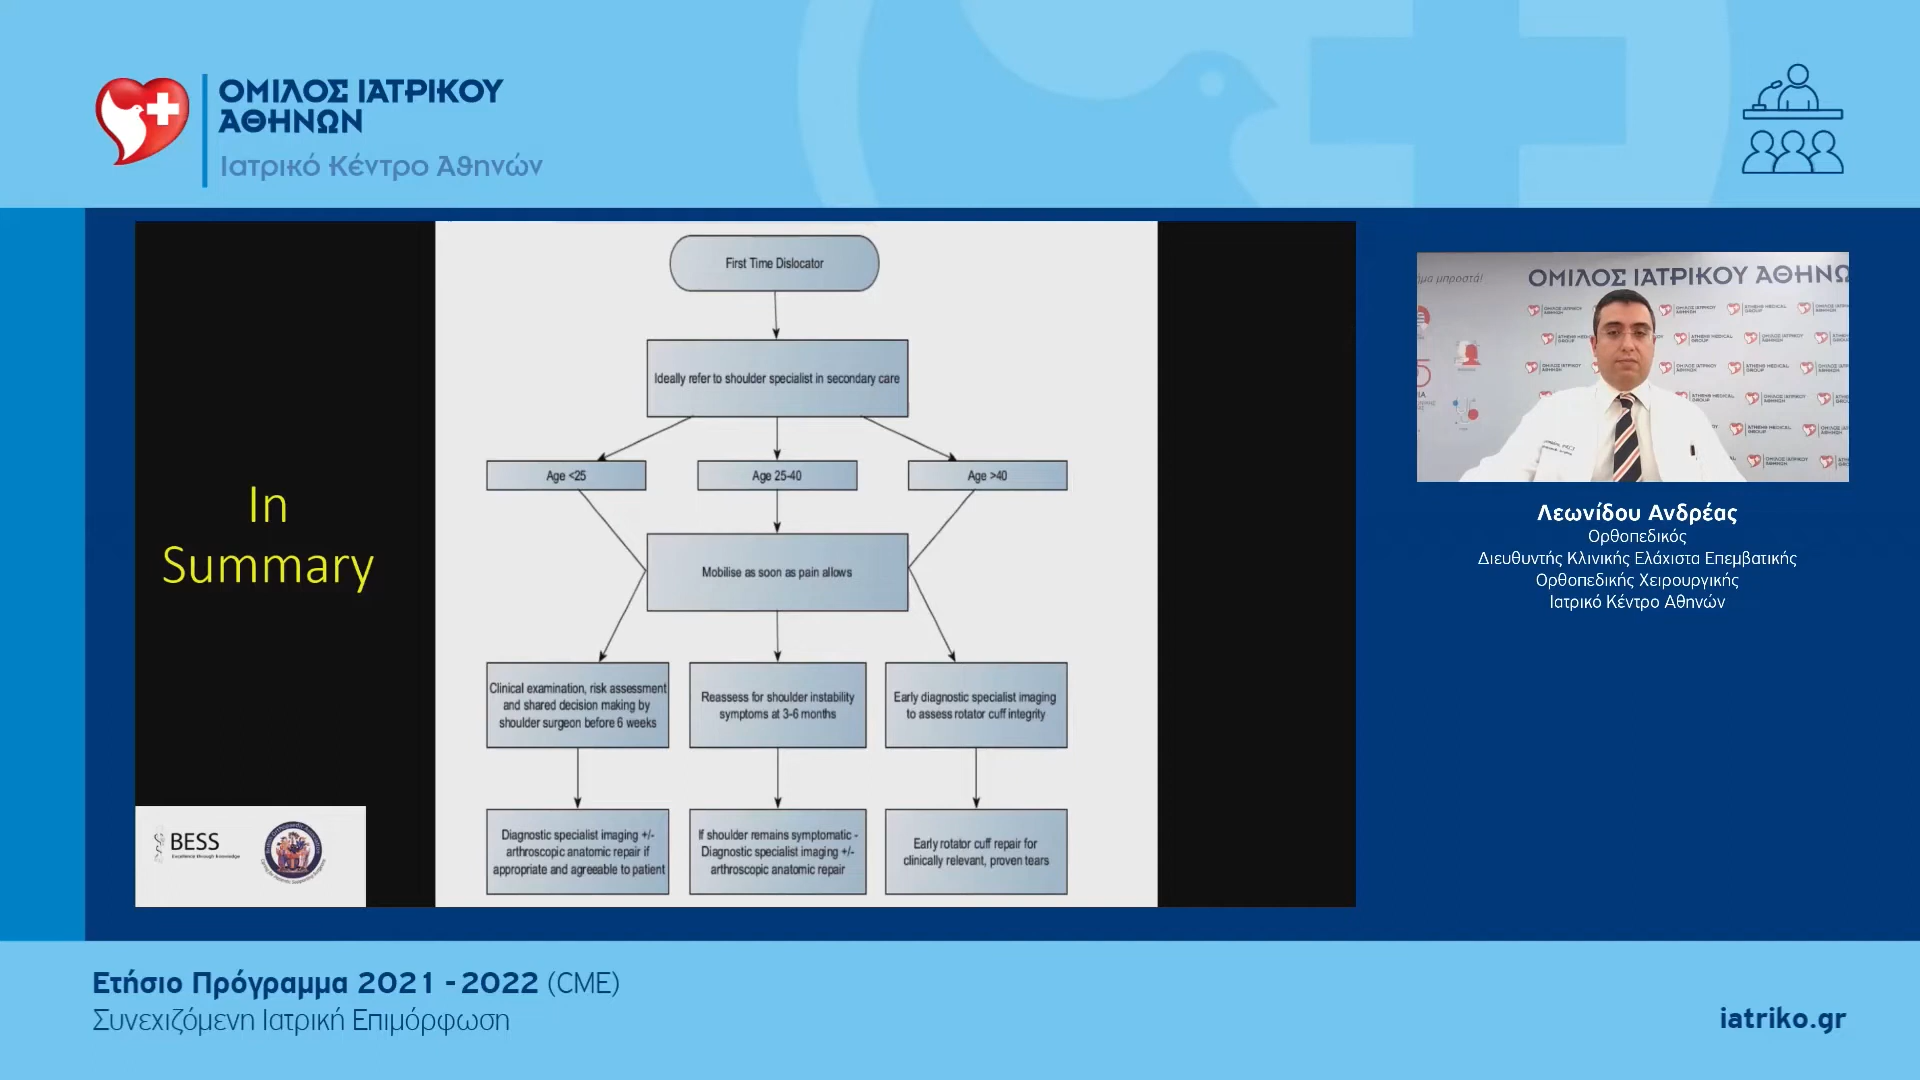 ΟΜΙΛΟΣ ΙΑΤΡΙΚΟΥ
ΑΘΗΝΩΝ
Ιατρικό Κέντρο Αθηνών
First Time Dislocator
Ideally refer to shoulder specialist in secondary care
Age <25
Age 25-40
Age >40
Mobilise as soon as pain allows
Clinical examination, risk assessment
and shared decision making by
shoulder surgeon before 6 weeks
Reassess for shoulder instability
symptoms at 3-6 months
Early diagnostic specialist imaging
to assess rotator cuff integrity
Diagnostic specialist imaging +/-
arthroscopic anatomic repair if
appropriate and agreeable to patient
If shoulder remains symptomatic -
Diagnostic specialist imaging +/-
arthroscopic anatomic repair
Early rotator cuff repair for
clinically relevant, proven tears
In
Summary
BESS
Excellence through knowledge
μπροστά!
ΟΜΙΛΟΣ ΙΑΤΡΙΚΟΥ ΑΘΗΝΩ
Λεωνίδου Ανδρέας
Ορθοπεδικός
Διευθυντής Κλινικής Ελάχιστα Επεμβατικής
Ορθοπεδικής Χειρουργικής
Ιατρικό Κέντρο Αθηνών
Ετήσιο Πρόγραμμα 2021 - 2022 (CME)
Συνεχιζόμενη Ιατρική Επιμόρφωση
iatriko.gr